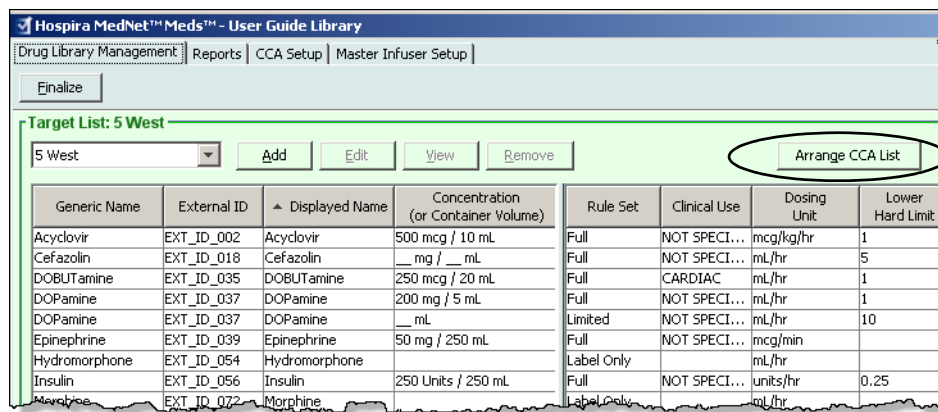 Hospira MedNet™ Meds™ - User Guide Library
Drug Library Management Reports CCA Setup Master Infuser Setup
Finalize
Target List: 5 West
5 West Add Edit View Remove Arrange CCA List
Generic Name External ID Displayed Name Concentration (or Container Volume) Rule Set Clinical Use Dosing Unit Lower Hard Limit
Acyclovir EXT_ID_002 Acyclovir 500 mcg / 10 mL Full NOT SPECI... mcg/kg/hr 1
Cefazolin EXT_ID_018 Cefazolin __ mg / __ mL Full NOT SPECI... mL/hr 5
DOBUTamine EXT_ID_035 DOBUTamine 250 mcg / 20 mL Full CARDIAC mL/hr 1
DOPamine EXT_ID_037 DOPamine 200 mg / 5 mL Full NOT SPECI... mL/hr 1
DOPamine EXT_ID_037 DOPamine __ mL Limited NOT SPECI... mL/hr 10
Epinephrine EXT_ID_039 Epinephrine 50 mg / 250 mL Full NOT SPECI... mcg/min
Hydromorphone EXT_ID_054 Hydromorphone Label Only mL/hr
Insulin EXT_ID_056 Insulin 250 Units / 250 mL Full NOT SPECI... units/hr 0.25
Morphine EXT_ID_072 Morphine Label Only mL/hr